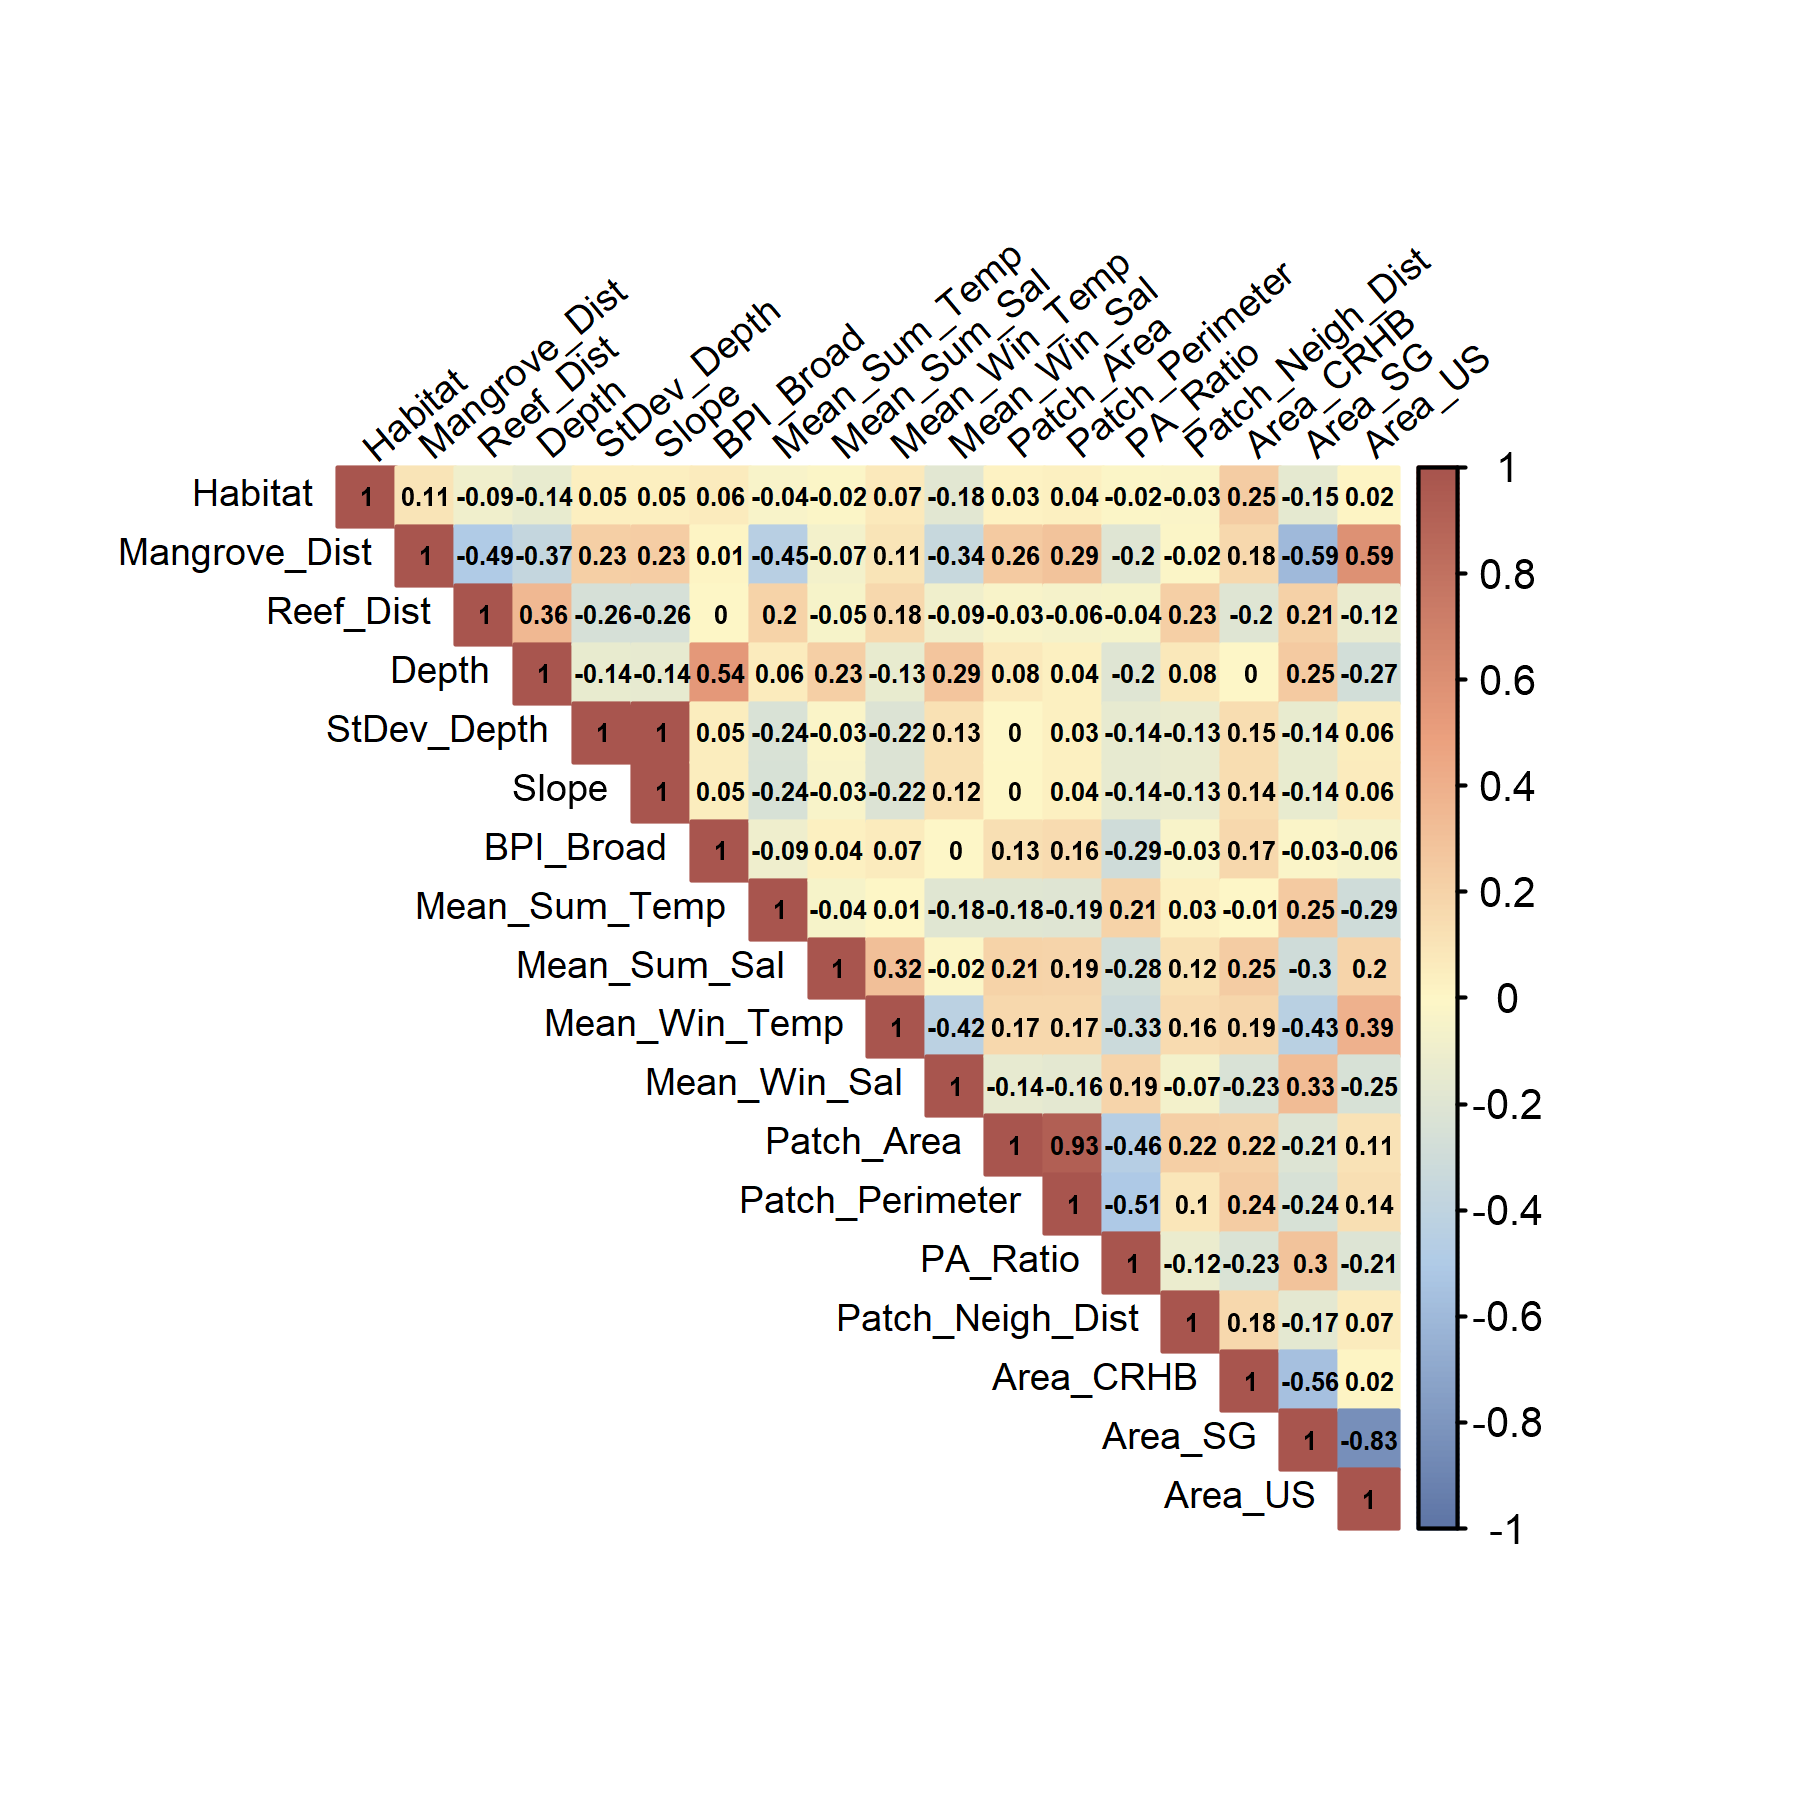 Habitat
Mangrove_Dist
Reef_Dist
Depth
StDev_Depth
Slope
BPI_Broad
Mean_Sum_Temp
Mean_Sum_Sal
Mean_Win_Temp
Mean_Win_Sal
Patch_Area
Patch_Perimeter
PA_Ratio
Patch_Neigh_Dist
Area_CRHB
Area_SG
Area_US
Habitat 1 0.11 -0.09 -0.14 0.05 0.05 0.06 -0.04 -0.02 0.07 -0.18 0.03 0.04 -0.02 -0.03 0.25 -0.15 0.02
Mangrove_Dist 1 -0.49 -0.37 0.23 0.23 0.01 -0.45 -0.07 0.11 -0.34 0.26 0.29 -0.2 -0.02 0.18 -0.59 0.59
Reef_Dist 1 0.36 -0.26 -0.26 0 0.2 -0.05 0.18 -0.09 -0.03 -0.06 -0.04 0.23 -0.2 0.21 -0.12
Depth 1 -0.14 -0.14 0.54 0.06 0.23 -0.13 0.29 0.08 0.04 -0.2 0.08 0 0.25 -0.27
StDev_Depth 1 1 0.05 -0.24 -0.03 -0.22 0.13 0 0.03 -0.14 -0.13 0.15 -0.14 0.06
Slope 1 0.05 -0.24 -0.03 -0.22 0.12 0 0.04 -0.14 -0.13 0.14 -0.14 0.06
BPI_Broad 1 -0.09 0.04 0.07 0 0.13 0.16 -0.29 -0.03 0.17 -0.03 -0.06
Mean_Sum_Temp 1 -0.04 0.01 -0.18 -0.18 -0.19 0.21 0.03 -0.01 0.25 -0.29
Mean_Sum_Sal 1 0.32 -0.02 0.21 0.19 -0.28 0.12 0.25 -0.3 0.2
Mean_Win_Temp 1 -0.42 0.17 0.17 -0.33 0.16 0.19 -0.43 0.39
Mean_Win_Sal 1 -0.14 -0.16 0.19 -0.07 -0.23 0.33 -0.25
Patch_Area 1 0.93 -0.46 0.22 0.22 -0.21 0.11
Patch_Perimeter 1 -0.51 0.1 0.24 -0.24 0.14
PA_Ratio 1 -0.12 -0.23 0.3 -0.21
Patch_Neigh_Dist 1 0.18 -0.17 0.07
Area_CRHB 1 -0.56 0.02
Area_SG 1 -0.83
Area_US 1
1
0.8
0.6
0.4
0.2
0
-0.2
-0.4
-0.6
-0.8
-1